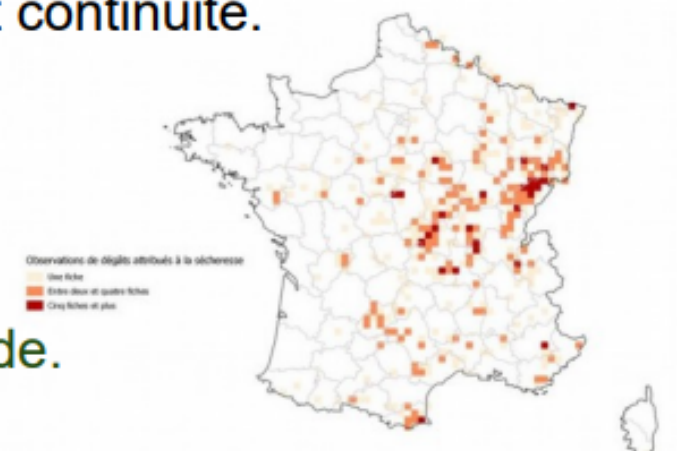 t continuité.
Observations de dégâts attribués à la sécheresse
Une fiche
Entre deux et quatre fiches
Cinq fiches et plus
de.